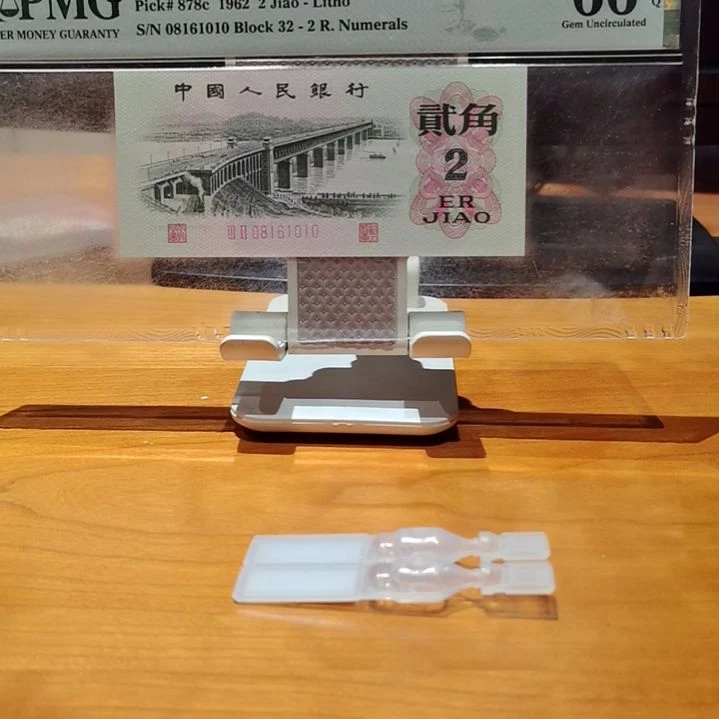 PMG
Pick# 878c 1962 2 Jiao - Litho
ER MONEY GUARANTY
S/N 08161010 Block 32 - 2 R. Numerals
66 Q
Gem Uncirculated
中國人民銀行
貳角
2
ER
JIAO
III II 08161010